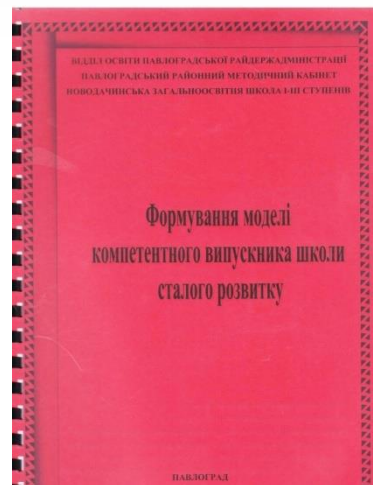 ВІДДІЛ ОСВІТИ ПАВЛОГРАДСЬКОЇ РАЙДЕРЖАДМІНІСТРАЦІЇ
ПАВЛОГРАДСЬКИЙ РАЙОННИЙ МЕТОДИЧНИЙ КАБІНЕТ
НОВОДАЧИНСЬКА ЗАГАЛЬНООСВІТНЯ ШКОЛА І-ІІІ СТУПЕНІВ
Формування моделі
компетентного випускника школи
сталого розвитку
ПАВЛОГРАД